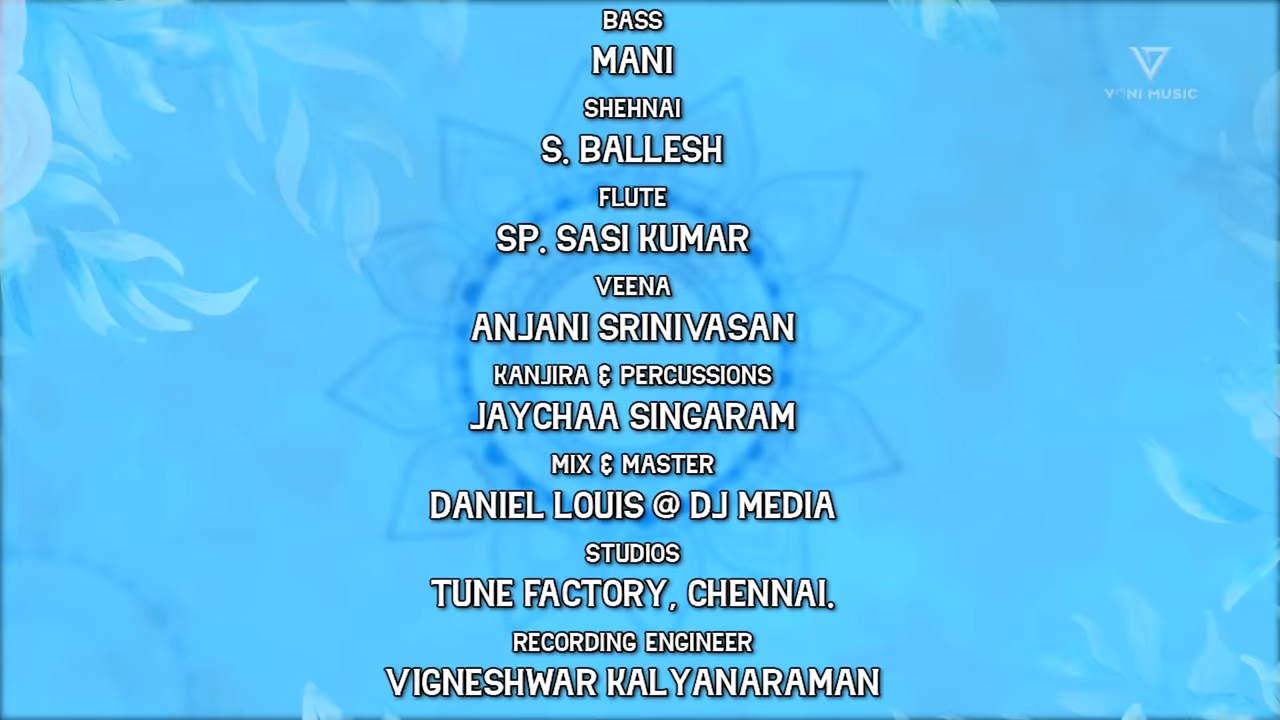 BASS
MANI
SHEHNAI
S. BALLESH
FLUTE
SP. SASI KUMAR
VEENA
ANJANI SRINIVASAN
KANJIRA & PERCUSSIONS
JAYCHAA SINGARAM
MIX & MASTER
DANIEL LOUIS @ DJ MEDIA
STUDIOS
TUNE FACTORY, CHENNAI.
RECORDING ENGINEER
VIGNESHWAR KALYANARAMAN
MUSIC